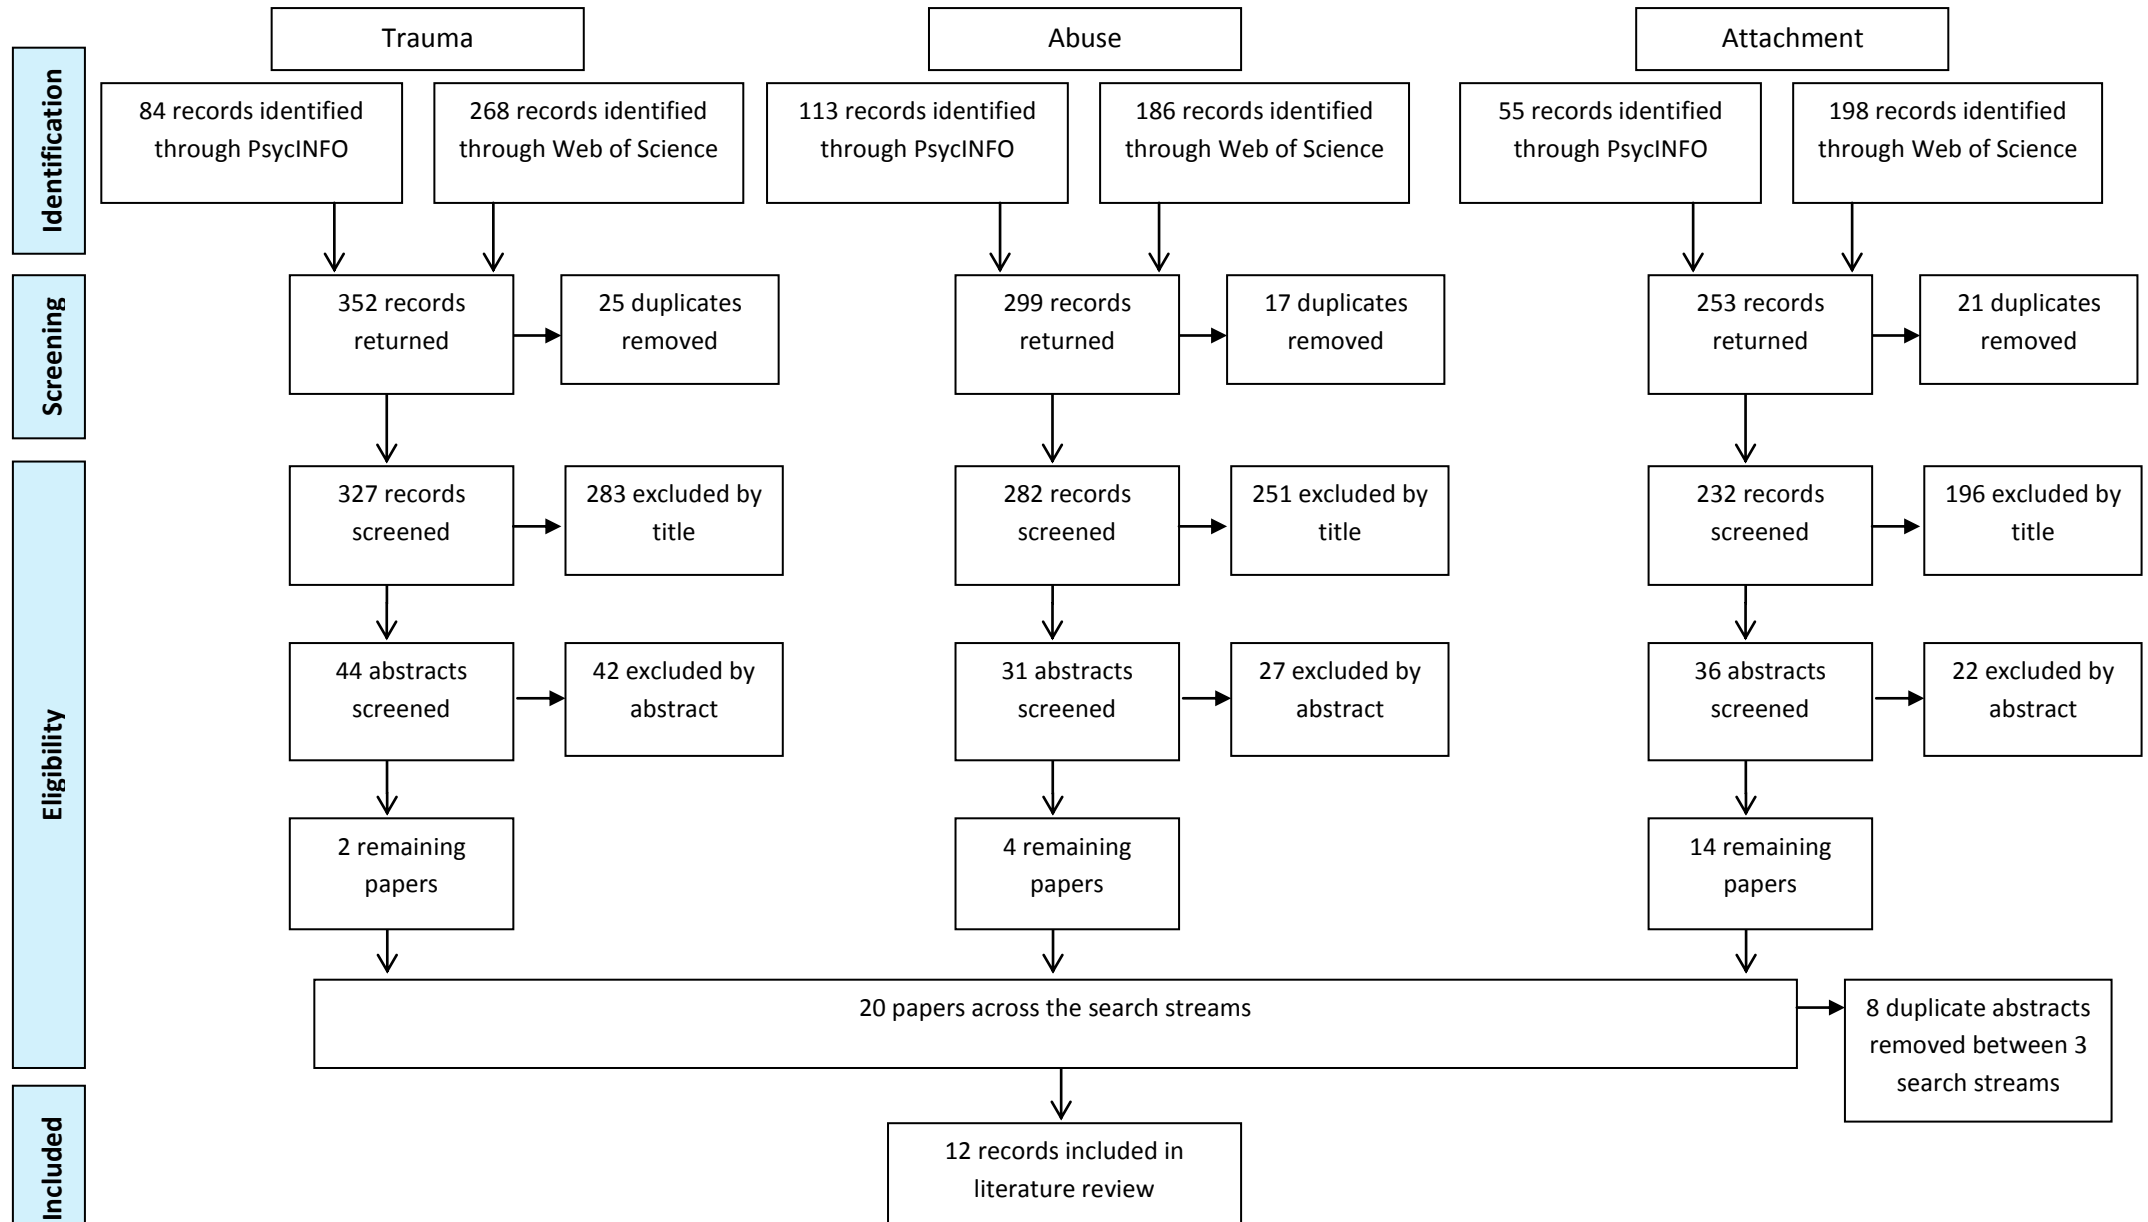 Trauma
Abuse
Attachment
Identification
84 records identified
through PsycINFO
268 records identified
through Web of Science
113 records identified
through PsycINFO
186 records identified
through Web of Science
55 records identified
through PsycINFO
198 records identified
through Web of Science
Screening
352 records
returned
25 duplicates
removed
299 records
returned
17 duplicates
removed
253 records
returned
21 duplicates
removed
Eligibility
327 records
screened
283 excluded by
title
282 records
screened
251 excluded by
title
232 records
screened
196 excluded by
title
44 abstracts
screened
42 excluded by
abstract
31 abstracts
screened
27 excluded by
abstract
36 abstracts
screened
22 excluded by
abstract
2 remaining
papers
4 remaining
papers
14 remaining
papers
20 papers across the search streams
8 duplicate abstracts
removed between 3
search streams
Included
12 records included in
literature review